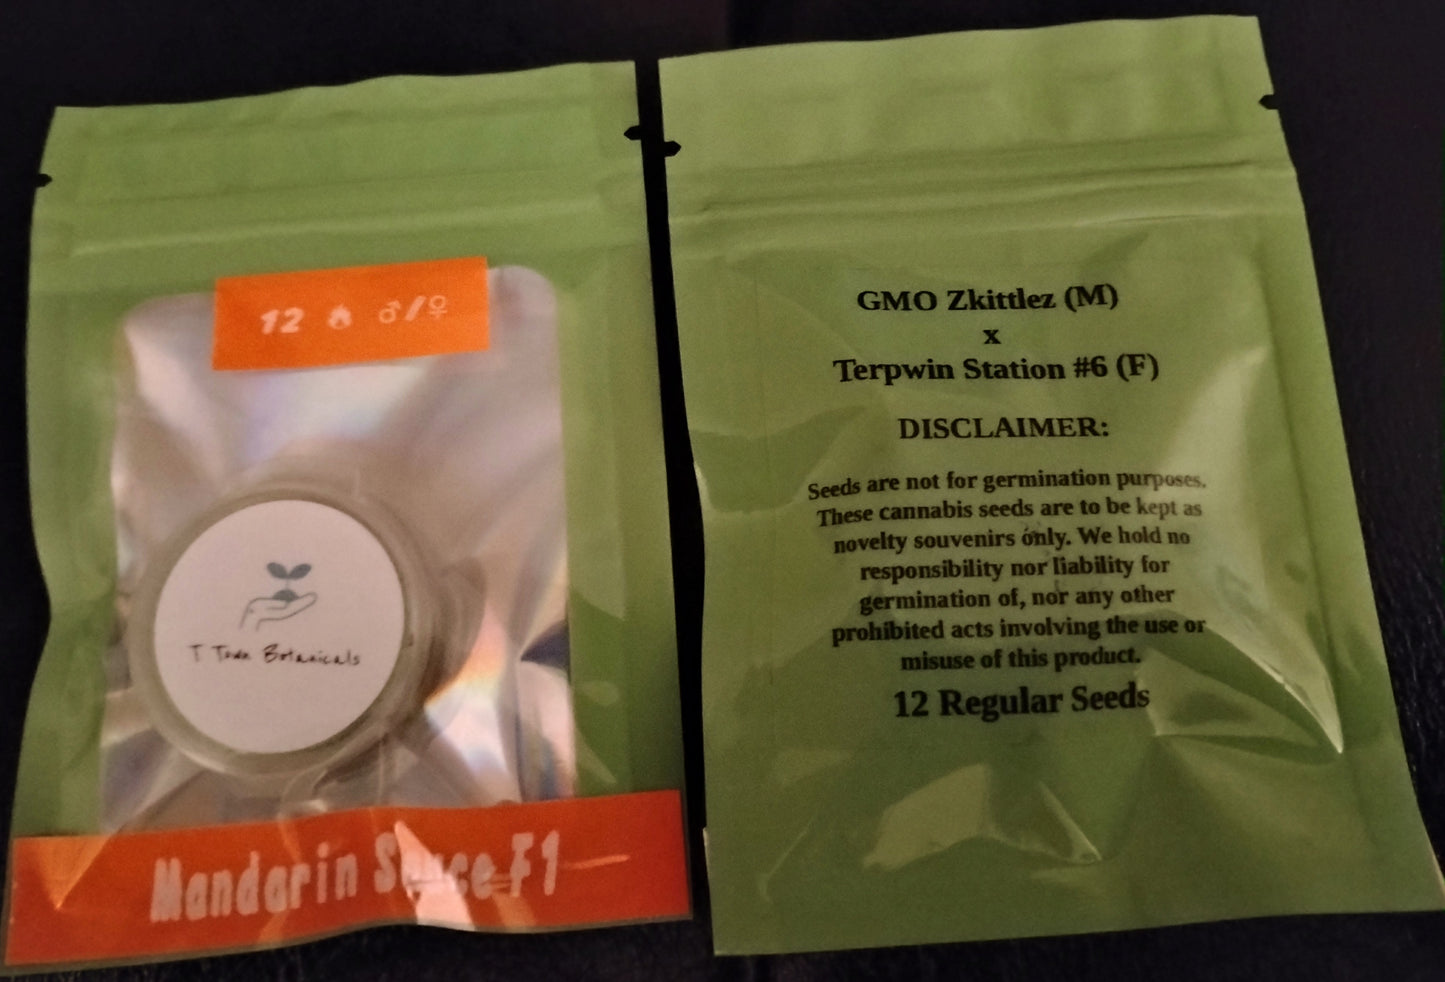 12 🔥 ♂/♀
T Town Botanicals
Mandarin Sauce F1
GMO Zkittlez (M)
x
Terpwin Station #6 (F)
DISCLAIMER:
Seeds are not for germination purposes.
These cannabis seeds are to be kept as
novelty souvenirs only. We hold no
responsibility nor liability for
germination of, nor any other
prohibited acts involving the use or
misuse of this product.
12 Regular Seeds